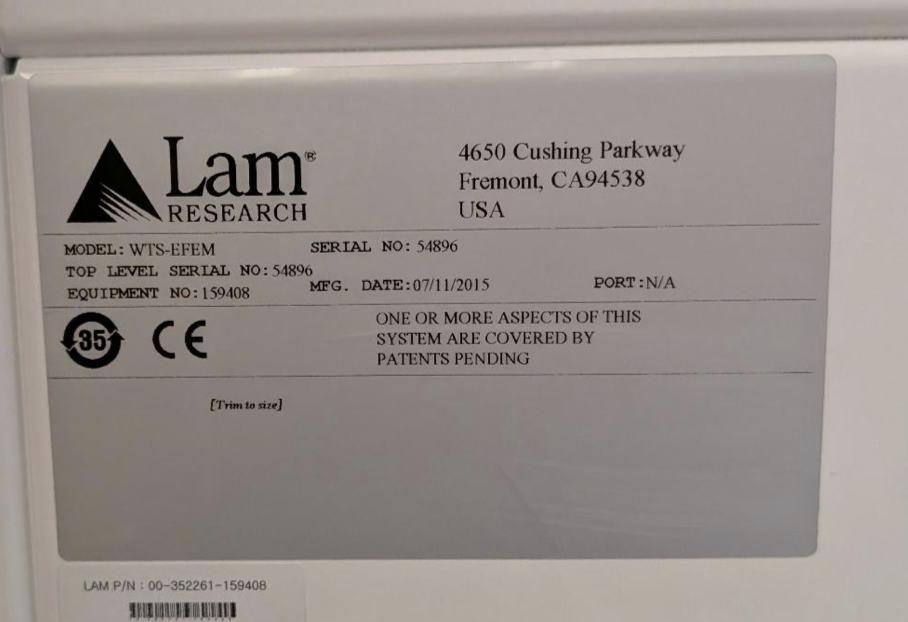 Lam®
RESEARCH
4650 Cushing Parkway
Fremont, CA94538
USA
MODEL: WTS-EFEM
SERIAL NO: 54896
TOP LEVEL SERIAL NO: 54896
EQUIPMENT NO: 159408
MFG. DATE:07/11/2015
PORT:N/A
35
CE
ONE OR MORE ASPECTS OF THIS
SYSTEM ARE COVERED BY
PATENTS PENDING
[Trim to size]
LAM P/N : 00-352261-159408